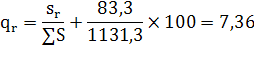 q_r = s_r / ∑S + 83,3 / 1131,3 × 100 = 7,36